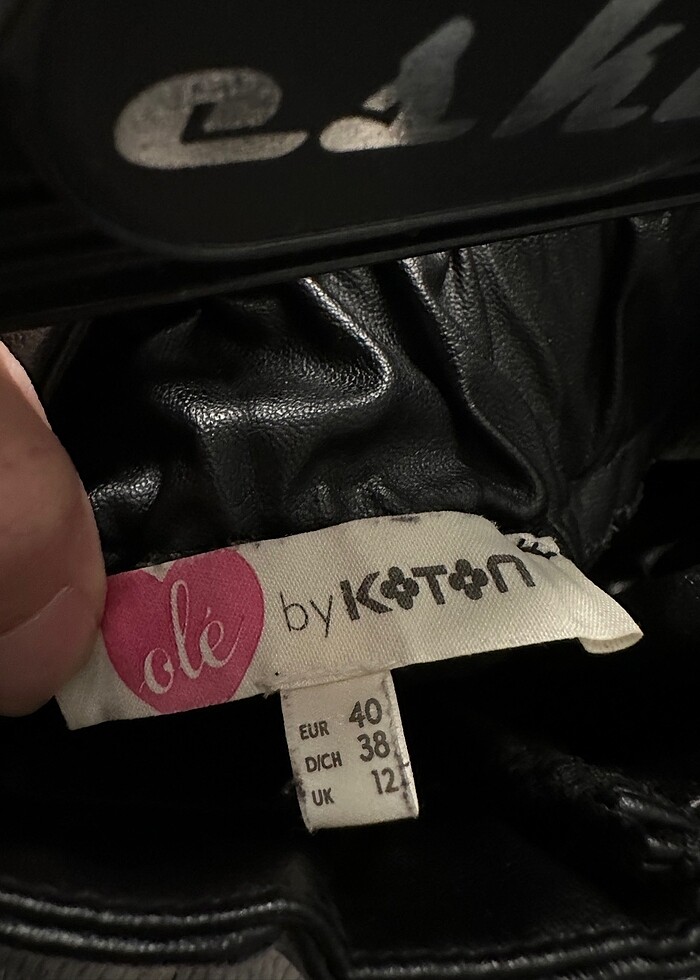 olé by KOTON
EUR 40
D/CH 38
UK 12